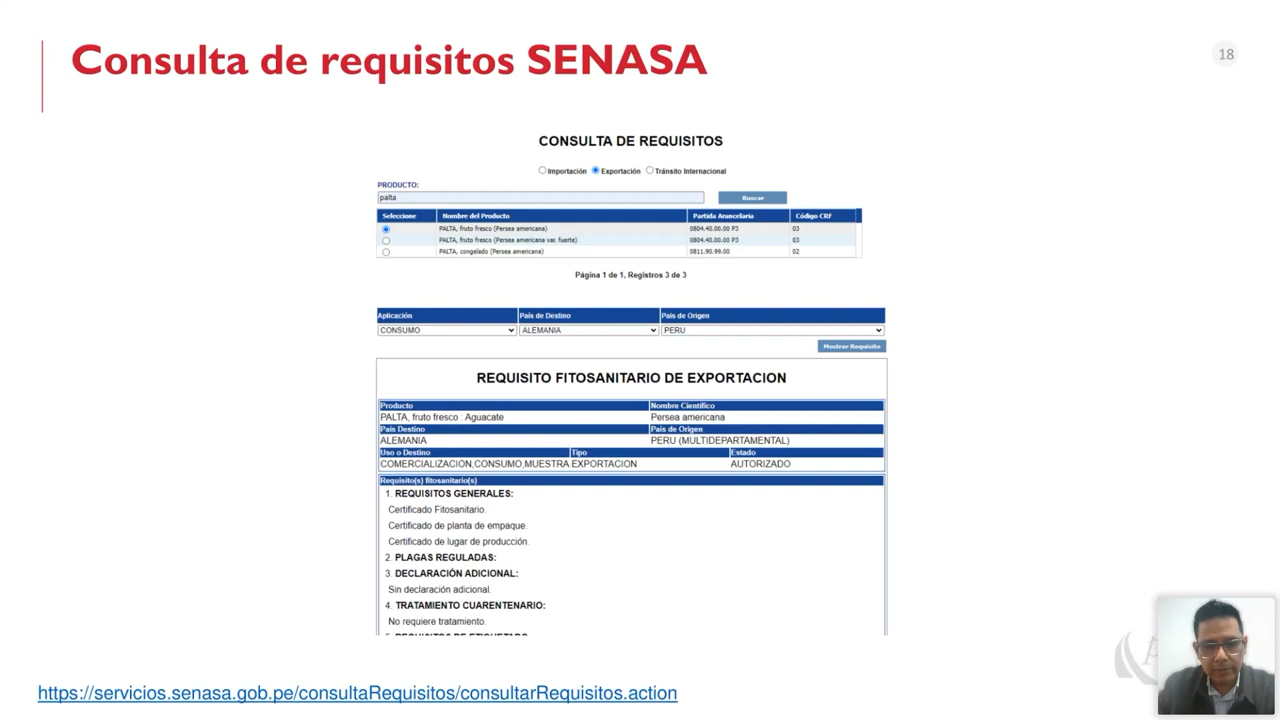 Consulta de requisitos SENASA
18
CONSULTA DE REQUISITOS
Importación Exportación Tránsito Internacional
PRODUCTO:
palta Buscar
Seleccione Nombre del Producto Partida Arancelaria Código CRF
PALTA, fruto fresco (Persea americana) 0804.40.00.00 P3 03
PALTA, fruto fresco (Persea americana var. fuerte) 0804.40.00.00 P3 03
PALTA, congelado (Persea americana) 0811.90.99.00 02
Página 1 de 1, Registros 3 de 3
Aplicación País de Destino País de Origen
CONSUMO ALEMANIA PERU
Mostrar Requisito
REQUISITO FITOSANITARIO DE EXPORTACION
Producto Nombre Científico
PALTA, fruto fresco : Aguacate Persea americana
País Destino País de Origen
ALEMANIA PERU (MULTIDEPARTAMENTAL)
Uso o Destino Tipo Estado
COMERCIALIZACION,CONSUMO,MUESTRA EXPORTACION AUTORIZADO
Requisito(s) fitosanitario(s)
1. REQUISITOS GENERALES:
Certificado Fitosanitario.
Certificado de planta de empaque.
Certificado de lugar de producción.
2. PLAGAS REGULADAS:
3. DECLARACIÓN ADICIONAL:
Sin declaración adicional.
4. TRATAMIENTO CUARENTENARIO:
No requiere tratamiento.
5. REQUISITOS DE ETIQUETADO
https://servicios.senasa.gob.pe/consultaRequisitos/consultarRequisitos.action